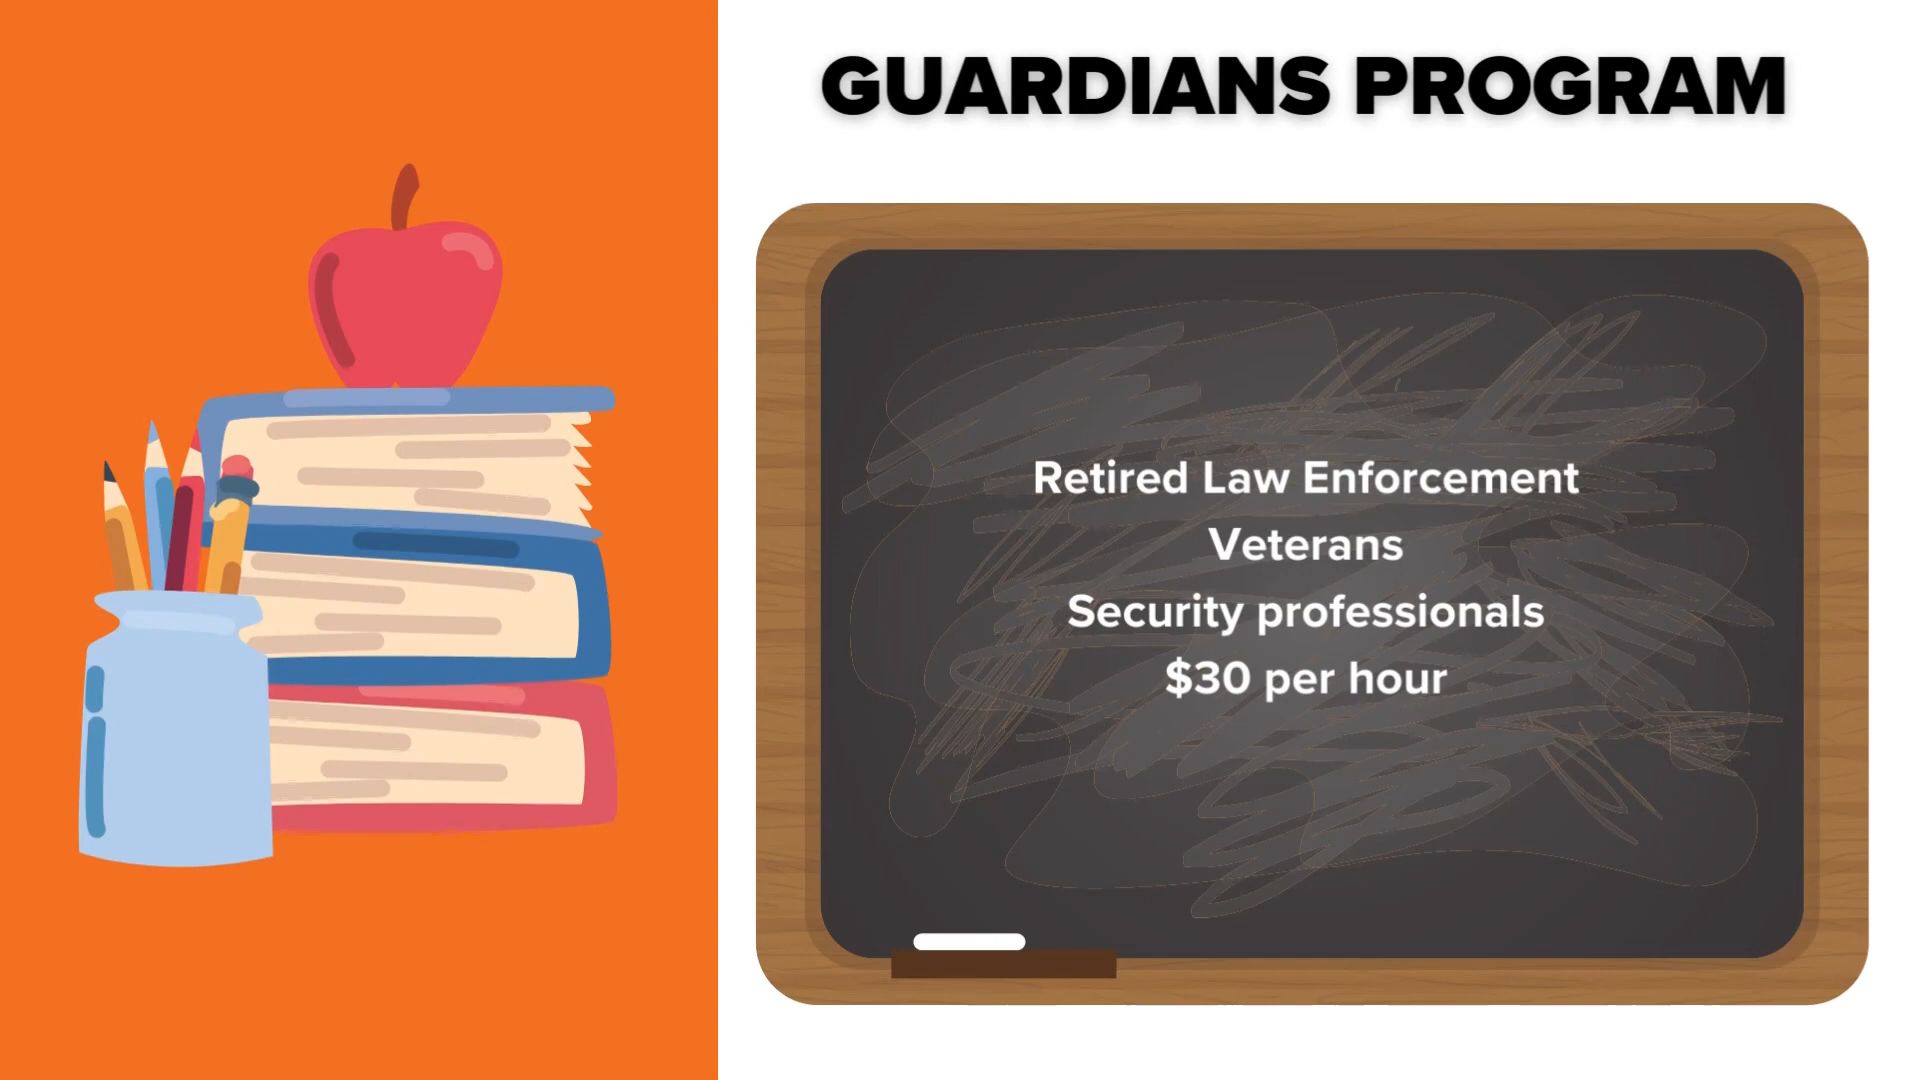 GUARDIANS PROGRAM
Retired Law Enforcement
Veterans
Security professionals
$30 per hour